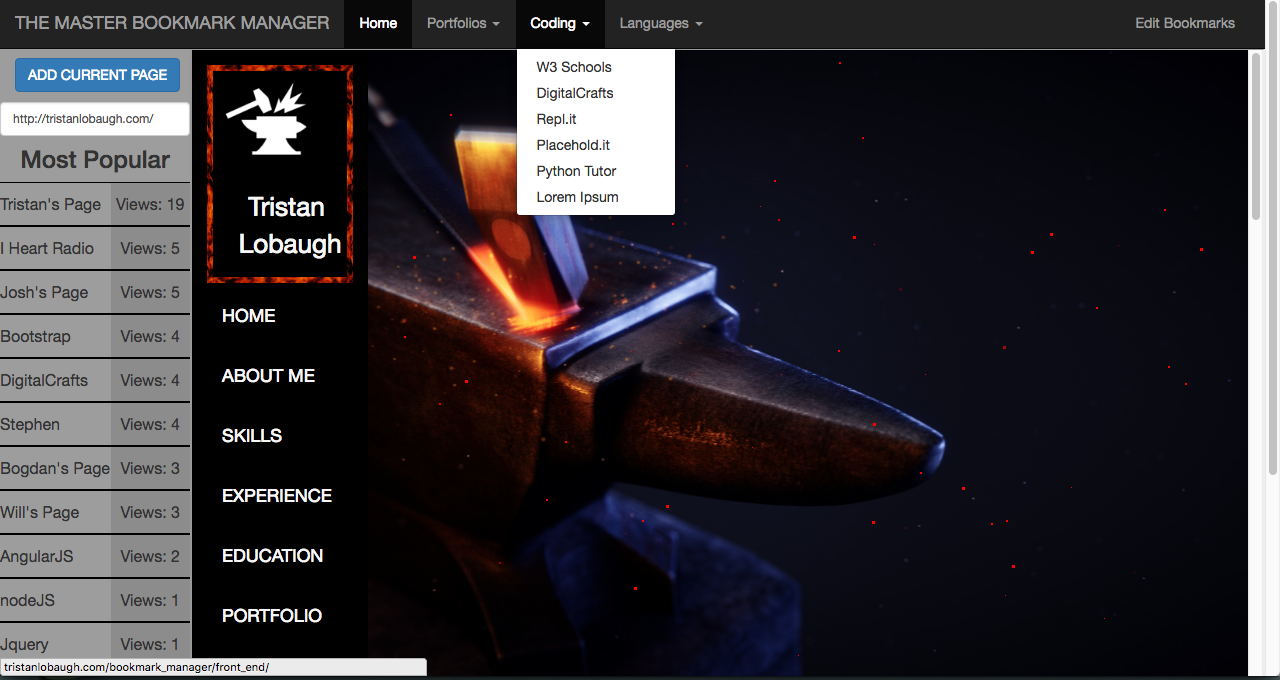 THE MASTER BOOKMARK MANAGER
Home
Portfolios
Coding
Languages
Edit Bookmarks
W3 Schools
DigitalCrafts
Repl.it
Placehold.it
Python Tutor
Lorem Ipsum
ADD CURRENT PAGE
http://tristanlobaugh.com/
Most Popular
Tristan's Page Views: 19
I Heart Radio Views: 5
Josh's Page Views: 5
Bootstrap Views: 4
DigitalCrafts Views: 4
Stephen Views: 4
Bogdan's Page Views: 3
Will's Page Views: 3
AngularJS Views: 2
nodeJS Views: 1
Jquery Views: 1
Tristan
Lobaugh
HOME
ABOUT ME
SKILLS
EXPERIENCE
EDUCATION
PORTFOLIO
tristanlobaugh.com/bookmark_manager/front_end/